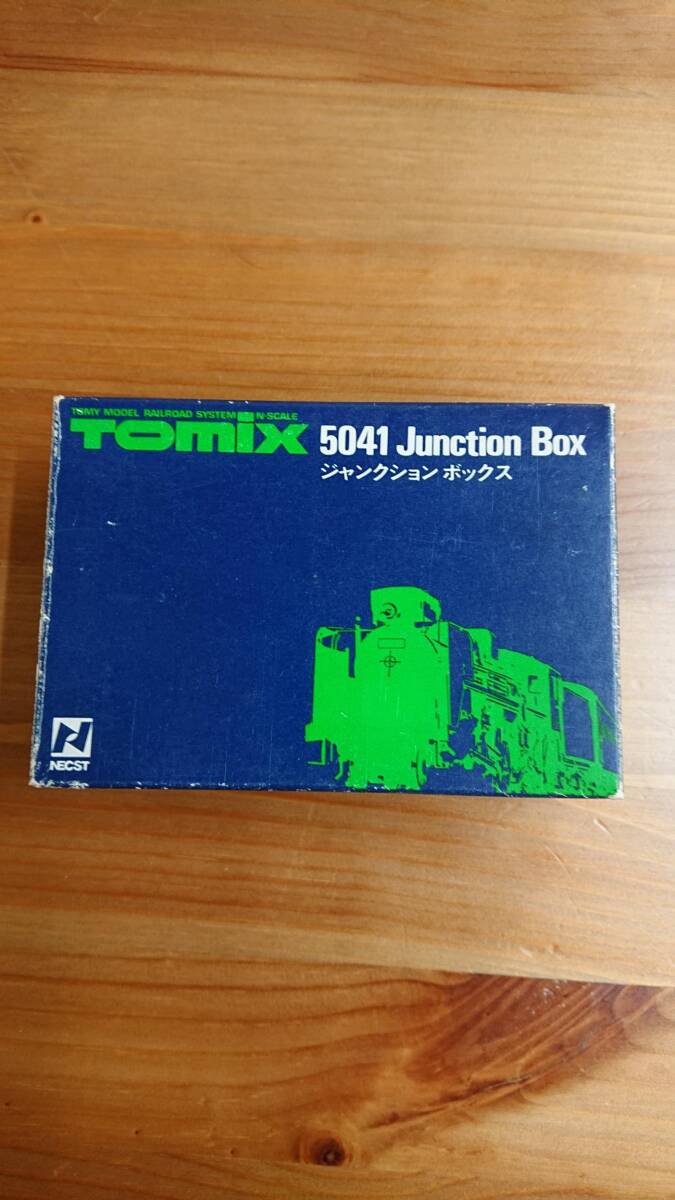 TOMY MODEL RAILROAD SYSTEM N-SCALE
TOMIX 5041 Junction Box
ジャンクション ボックス
NECST